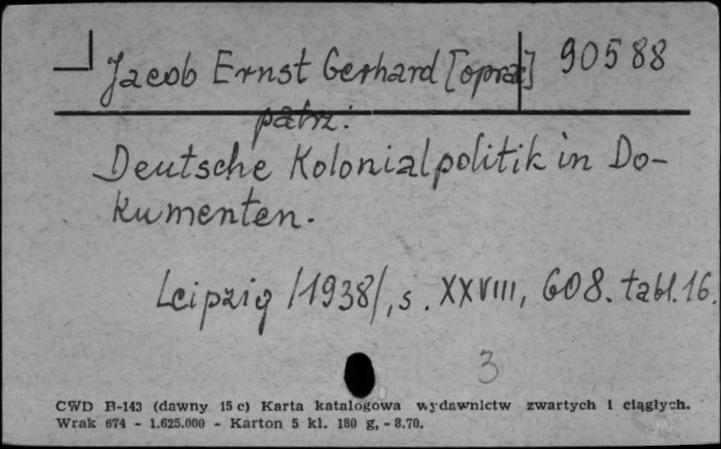 Jacob Ernst Gerhard [oprac] 90588
patrz:
Deutsche Kolonialpolitik in Do-
kumenten.
Leipzig /1938/, s. XXVIII, 608. tabl. 16.
3
CWD B-143 (dawny 15 c) Karta katalogowa wydawnictw zwartych i ciągłych.
Wrak 674 - 1.625.000 - Karton 5 kl. 180 g, - 8.70.